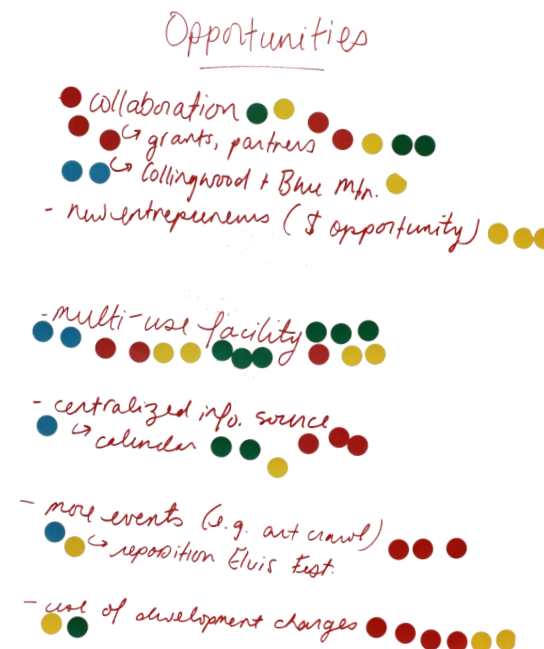 Opportunities
collaboration
↳ grants, partners
↳ Collingwood + Blue Mtn.
- new entrepreneurs ($ opportunity)
- multi-use facility
- centralized info. source
↳ calendar
- more events (e.g. art crawl)
↳ reposition Elvis Fest.
- use of development charges